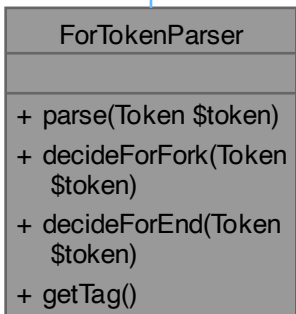 ForTokenParser
+ parse(Token $token)
+ decideForFork(Token
$token)
+ decideForEnd(Token
$token)
+ getTag()